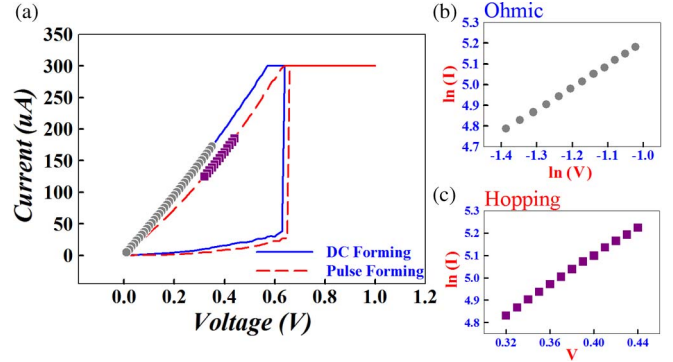 (a)
350
300
250
200
150
100
50
0
Current (uA)
0.0 0.2 0.4 0.6 0.8 1.0 1.2
Voltage (V)
DC Forming
Pulse Forming
(b) Ohmic
5.3
5.2
5.1
5.0
4.9
4.8
4.7
ln (I)
-1.4 -1.3 -1.2 -1.1 -1.0
ln (V)
(c) Hopping
5.3
5.2
5.1
5.0
4.9
4.8
ln (I)
0.32 0.36 0.40 0.44
V